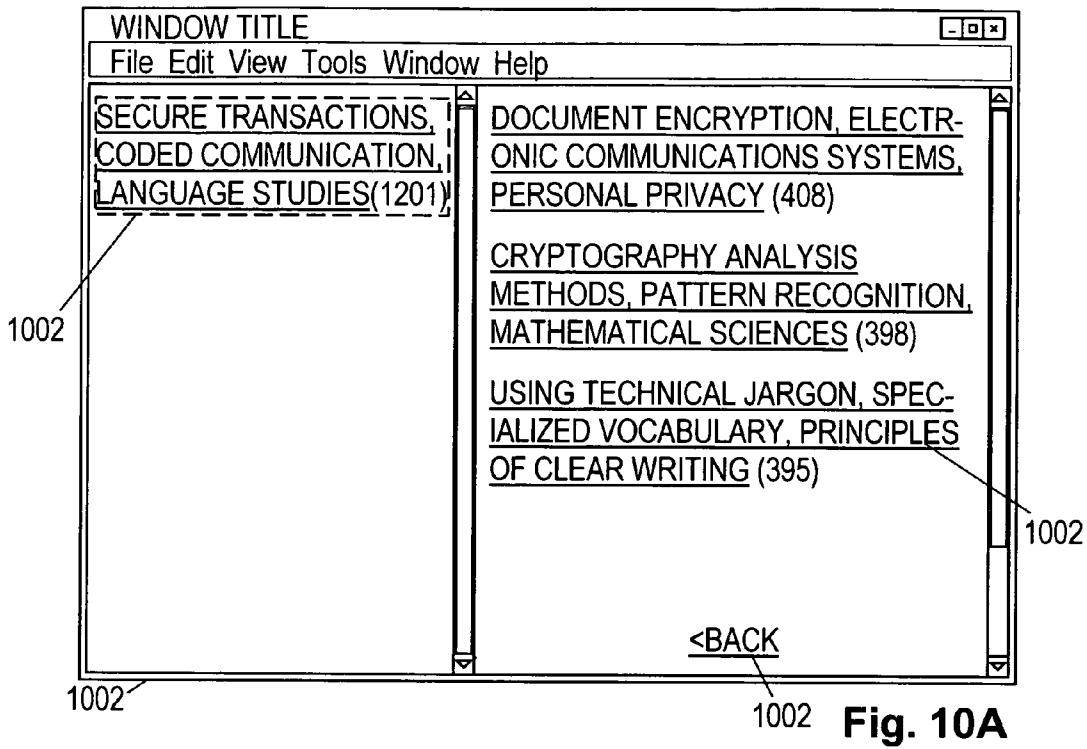 WINDOW TITLE
File Edit View Tools Window Help
SECURE TRANSACTIONS,
CODED COMMUNICATION,
LANGUAGE STUDIES(1201)
DOCUMENT ENCRYPTION, ELECTR-
ONIC COMMUNICATIONS SYSTEMS,
PERSONAL PRIVACY (408)
CRYPTOGRAPHY ANALYSIS
METHODS, PATTERN RECOGNITION,
MATHEMATICAL SCIENCES (398)
USING TECHNICAL JARGON, SPEC-
IALIZED VOCABULARY, PRINCIPLES
OF CLEAR WRITING (395)
<BACK
1002
1002
1002
1002
Fig. 10A